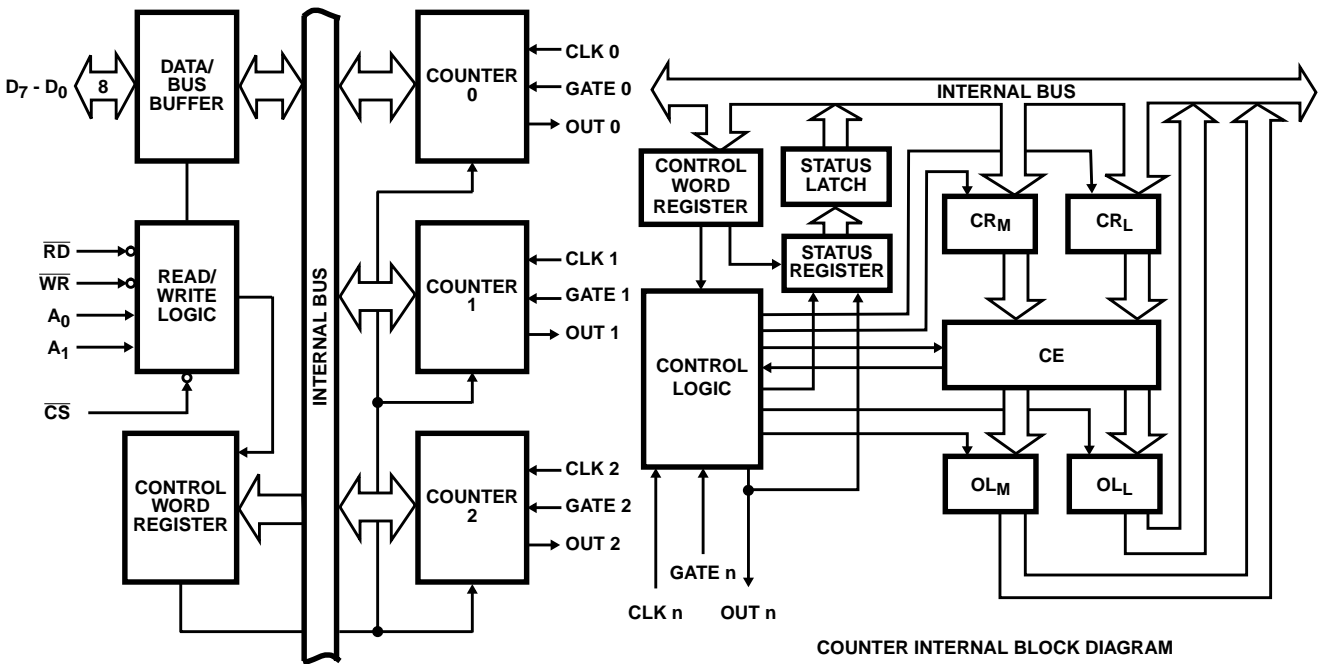 D7 - D0
8
DATA/
BUS
BUFFER
RD
WR
A0
A1
CS
READ/
WRITE
LOGIC
CONTROL
WORD
REGISTER
INTERNAL BUS
COUNTER
0
CLK 0
GATE 0
OUT 0
COUNTER
1
CLK 1
GATE 1
OUT 1
COUNTER
2
CLK 2
GATE 2
OUT 2
INTERNAL BUS
CONTROL
WORD
REGISTER
STATUS
LATCH
STATUS
REGISTER
CRM
CRL
CONTROL
LOGIC
CE
OLM
OLL
GATE n
CLK n
OUT n
COUNTER INTERNAL BLOCK DIAGRAM